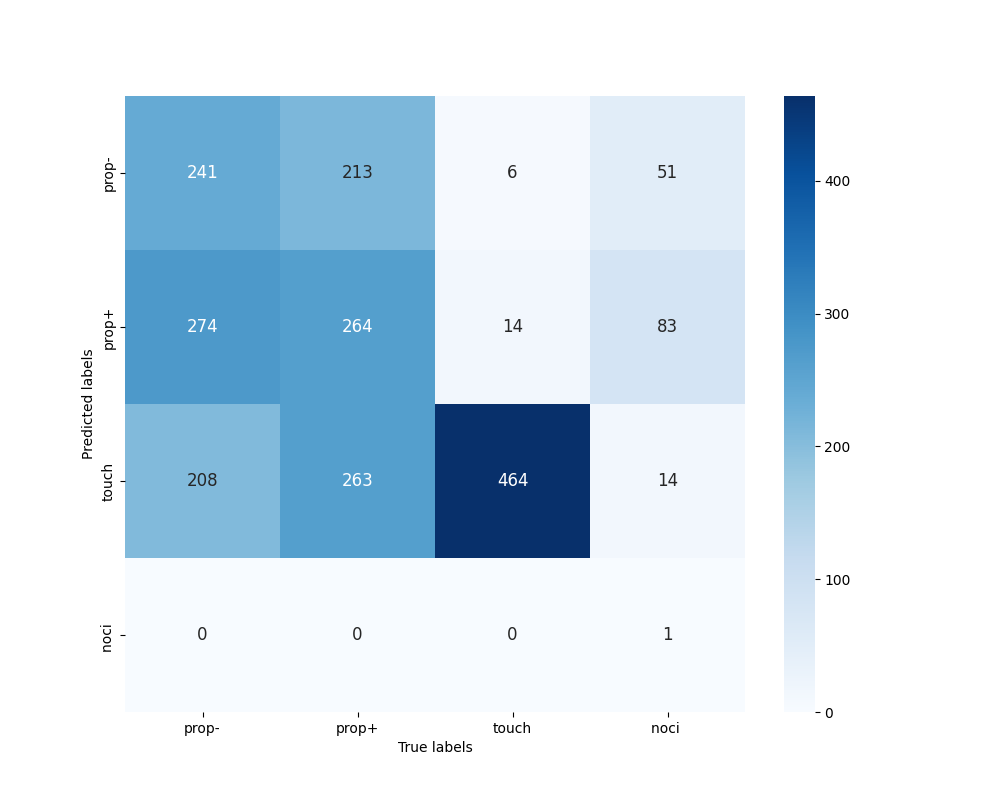 prop- 241 213 6 51
prop+ 274 264 14 83
touch 208 263 464 14
noci 0 0 0 1
prop- prop+ touch noci
True labels
Predicted labels
400
300
200
100
0